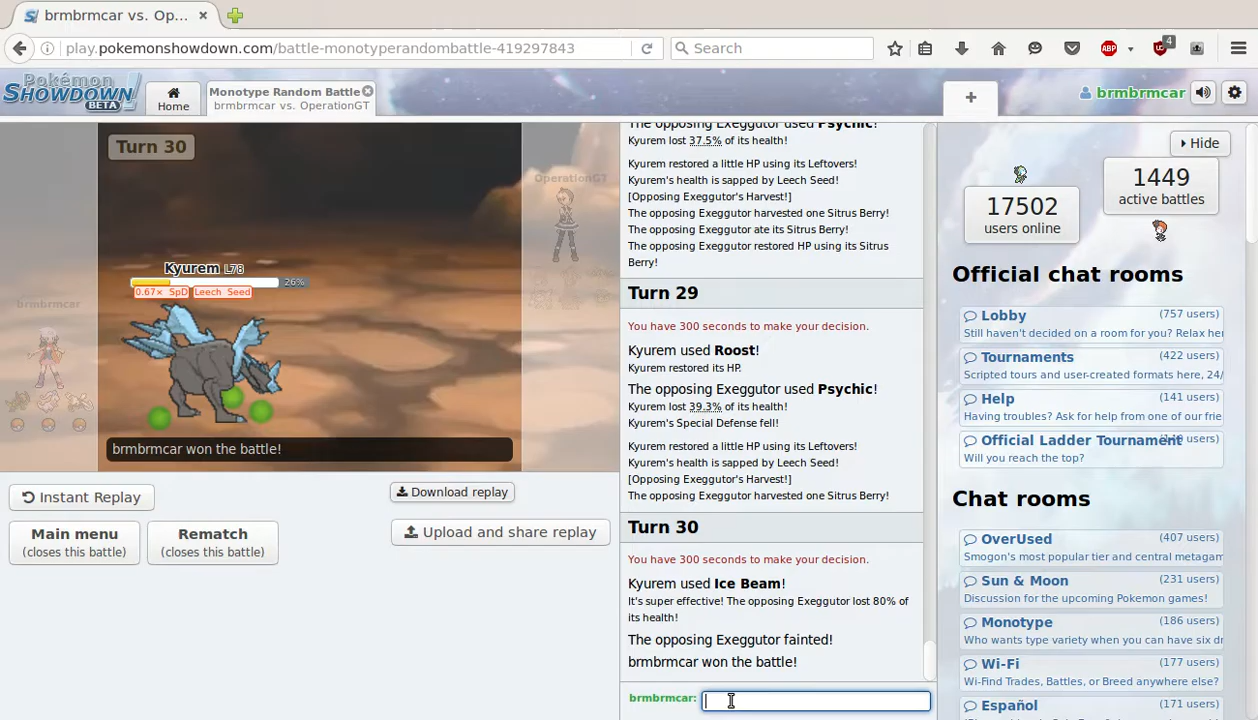 brmbrmcar vs. Op...
play.pokemonshowdown.com/battle-monotyperandombattle-419297843
Search
ABP
4
Pokémon
SHOWDOWN
BETA
Home
Monotype Random Battle
brmbrmcar vs. OperationGT
+
brmbrmcar
Turn 30
OperationGT
Kyurem L78
26%
0.67× SpD Leech Seed
brmbrmcar
brmbrmcar won the battle!
Instant Replay
Download replay
Main menu
(closes this battle)
Rematch
(closes this battle)
Upload and share replay
The opposing Exeggutor used Psychic!
Kyurem lost 37.5% of its health!
Kyurem restored a little HP using its Leftovers!
Kyurem's health is sapped by Leech Seed!
[Opposing Exeggutor's Harvest!]
The opposing Exeggutor harvested one Sitrus Berry!
The opposing Exeggutor ate its Sitrus Berry!
The opposing Exeggutor restored HP using its Sitrus
Berry!
Turn 29
You have 300 seconds to make your decision.
Kyurem used Roost!
Kyurem restored its HP.
The opposing Exeggutor used Psychic!
Kyurem lost 39.3% of its health!
Kyurem's Special Defense fell!
Kyurem restored a little HP using its Leftovers!
Kyurem's health is sapped by Leech Seed!
[Opposing Exeggutor's Harvest!]
The opposing Exeggutor harvested one Sitrus Berry!
Turn 30
You have 300 seconds to make your decision.
Kyurem used Ice Beam!
It's super effective! The opposing Exeggutor lost 80% of
its health!
The opposing Exeggutor fainted!
brmbrmcar won the battle!
brmbrmcar:
Hide
17502
users online
1449
active battles
Official chat rooms
Lobby (757 users)
Still haven't decided on a room for you? Relax her
Tournaments (422 users)
Scripted tours and user-created formats here, 24/
Help (141 users)
Having troubles? Ask for help from one of our frie
Official Ladder Tournament
Will you reach the top?
Chat rooms
OverUsed (407 users)
Smogon's most popular tier and central metagam
Sun & Moon (231 users)
Discussion for the upcoming Pokemon games!
Monotype (186 users)
Who wants type variety when you can have six dr
Wi-Fi (177 users)
Wi-Find Trades, Battles, or Breed anywhere else?
Español (171 users)